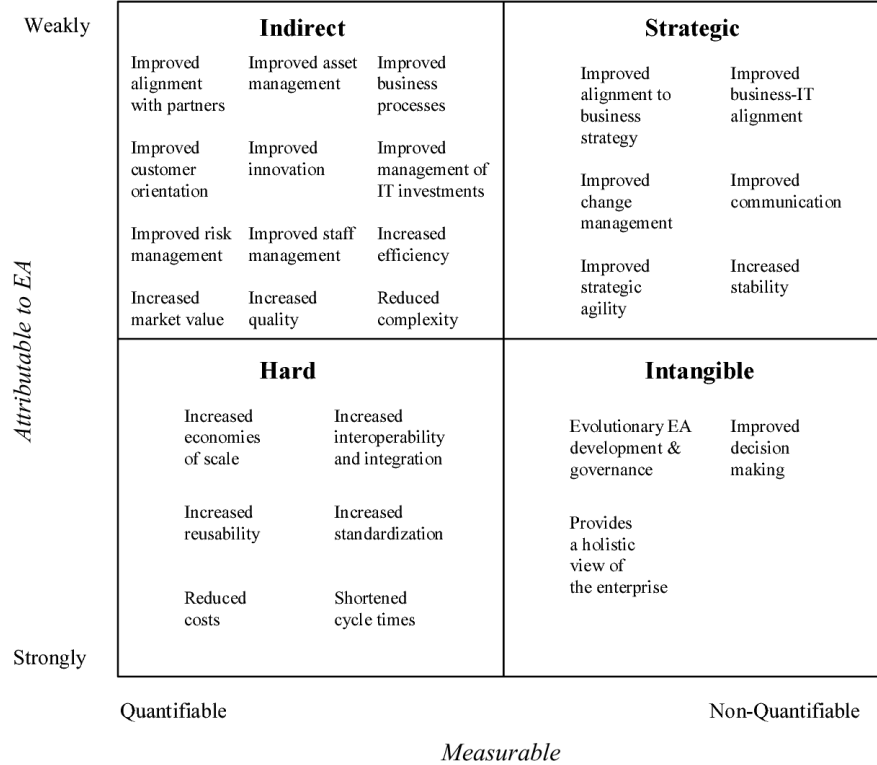 Weakly
Indirect
Improved
alignment
with partners
Improved asset
management
Improved
business
processes
Improved
customer
orientation
Improved
innovation
Improved
management of
IT investments
Improved risk
management
Improved staff
management
Increased
efficiency
Increased
market value
Increased
quality
Reduced
complexity
Strategic
Improved
alignment to
business
strategy
Improved
business-IT
alignment
Improved
change
management
Improved
communication
Improved
strategic
agility
Increased
stability
Attributable to EA
Hard
Increased
economies
of scale
Increased
interoperability
and integration
Increased
reusability
Increased
standardization
Reduced
costs
Shortened
cycle times
Intangible
Evolutionary EA
development &
governance
Improved
decision
making
Provides
a holistic
view of
the enterprise
Strongly
Quantifiable
Non-Quantifiable
Measurable